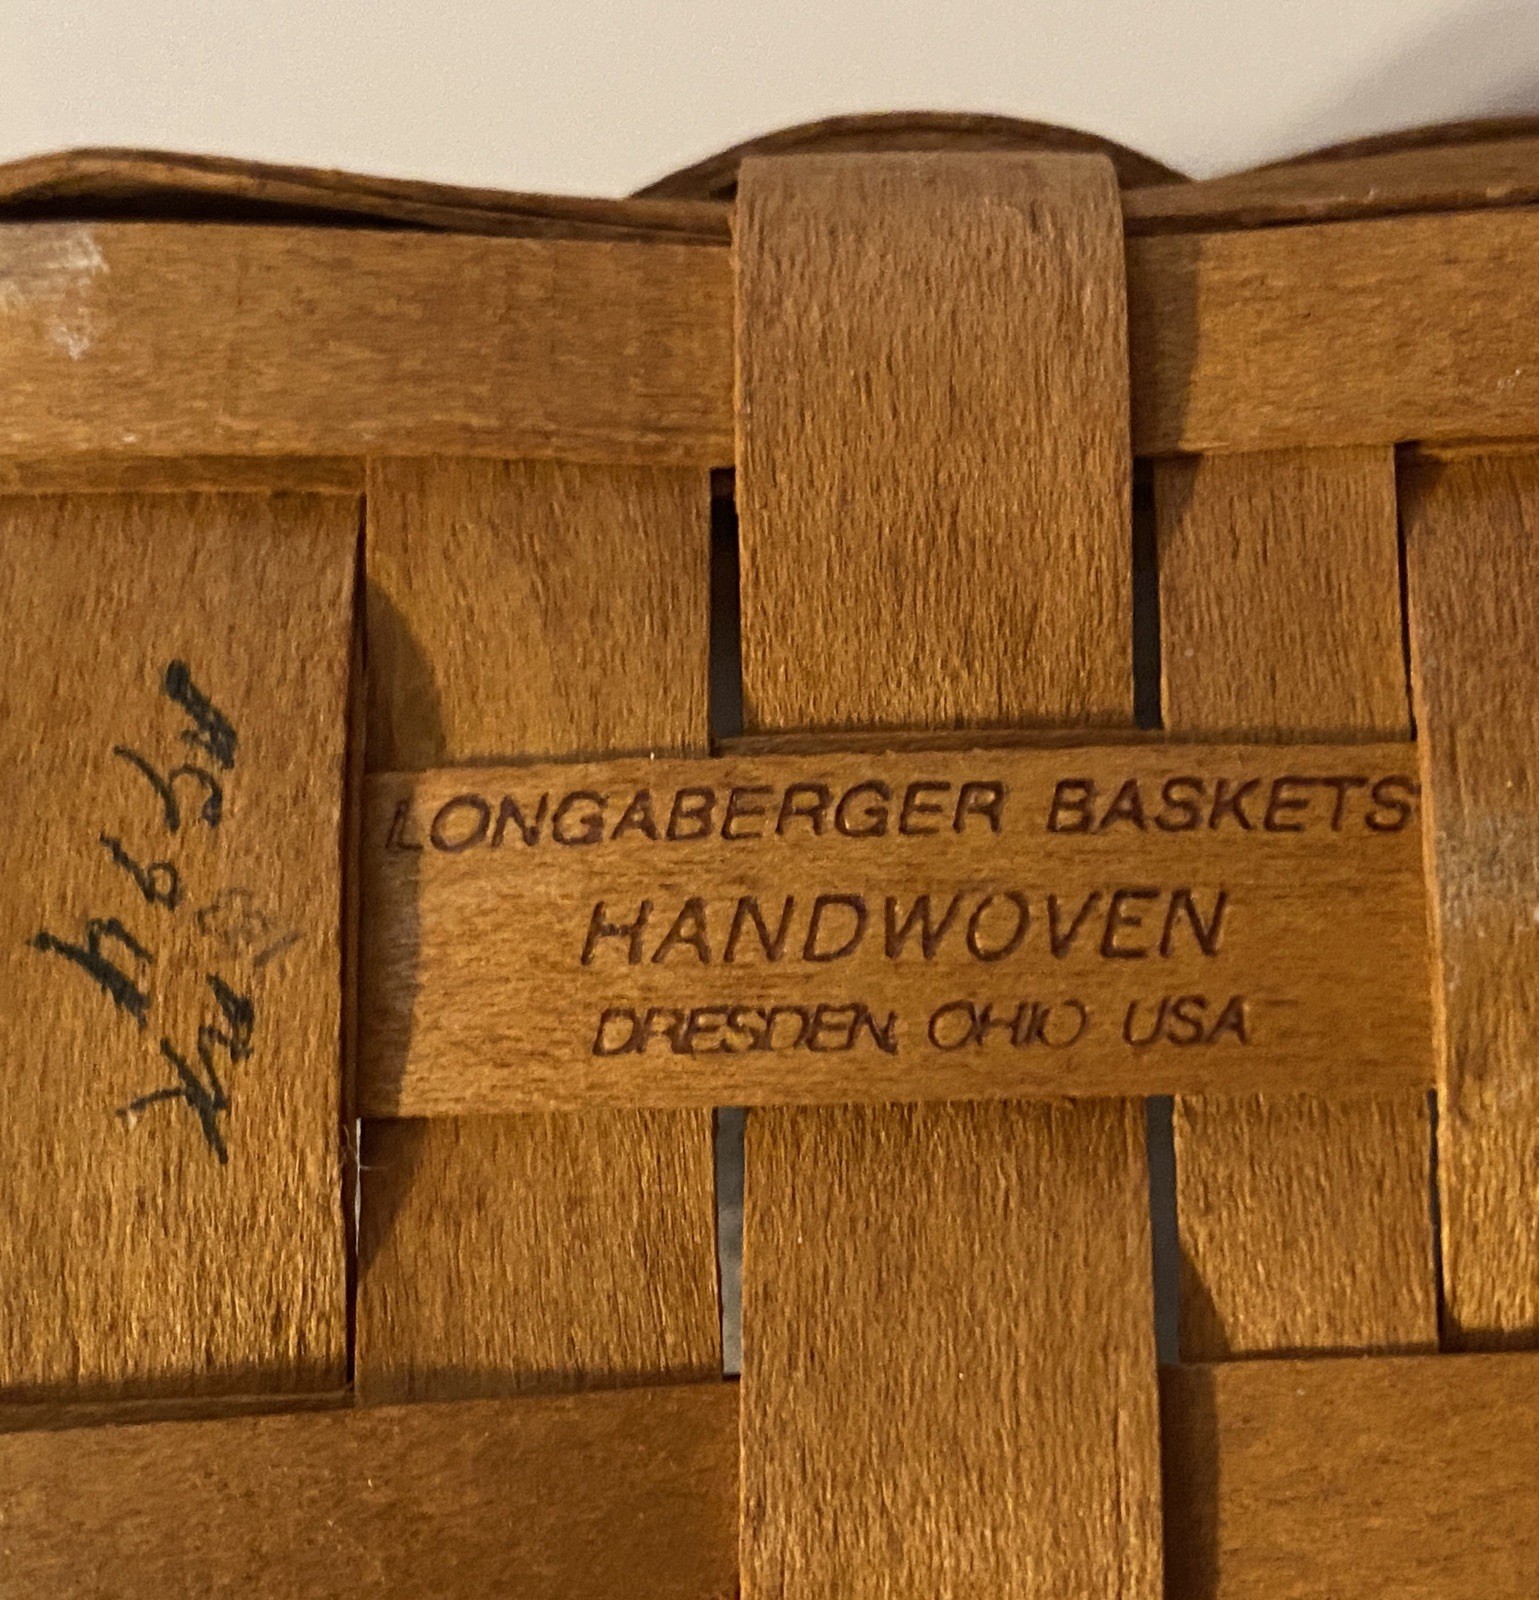 LONGABERGER BASKETS
HANDWOVEN
DRESDEN, OHIO USA